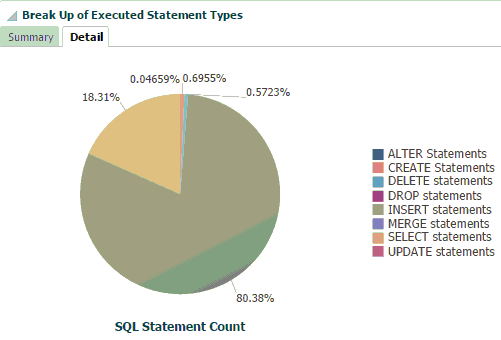 Break Up of Executed Statement Types
Summary
Detail
0.04659%
0.6955%
0.5723%
18.31%
80.38%
ALTER Statements
CREATE Statements
DELETE statements
DROP statements
INSERT statements
MERGE statements
SELECT statements
UPDATE statements
SQL Statement Count